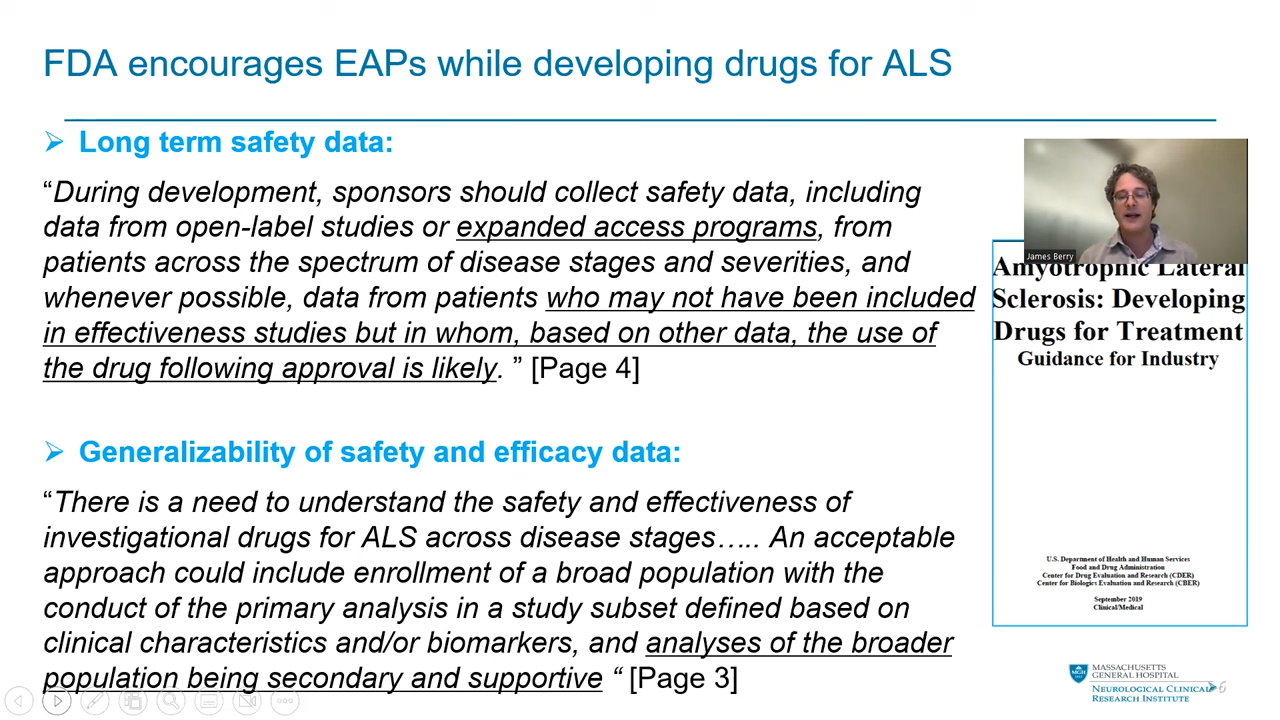 FDA encourages EAPs while developing drugs for ALS
Long term safety data:
“During development, sponsors should collect safety data, including
data from open-label studies or expanded access programs, from
patients across the spectrum of disease stages and severities, and
whenever possible, data from patients who may not have been included
in effectiveness studies but in whom, based on other data, the use of
the drug following approval is likely. ” [Page 4]
Generalizability of safety and efficacy data:
“There is a need to understand the safety and effectiveness of
investigational drugs for ALS across disease stages….. An acceptable
approach could include enrollment of a broad population with the
conduct of the primary analysis in a study subset defined based on
clinical characteristics and/or biomarkers, and analyses of the broader
population being secondary and supportive “ [Page 3]
James Berry
Amyotrophic Lateral
Sclerosis: Developing
Drugs for Treatment
Guidance for Industry
U.S. Department of Health and Human Services
Food and Drug Administration
Center for Drug Evaluation and Research (CDER)
Center for Biologics Evaluation and Research (CBER)
September 2019
Clinical/Medical
MGH
MASSACHUSETTS
GENERAL HOSPITAL
NEUROLOGICAL CLINICAL
RESEARCH INSTITUTE
6